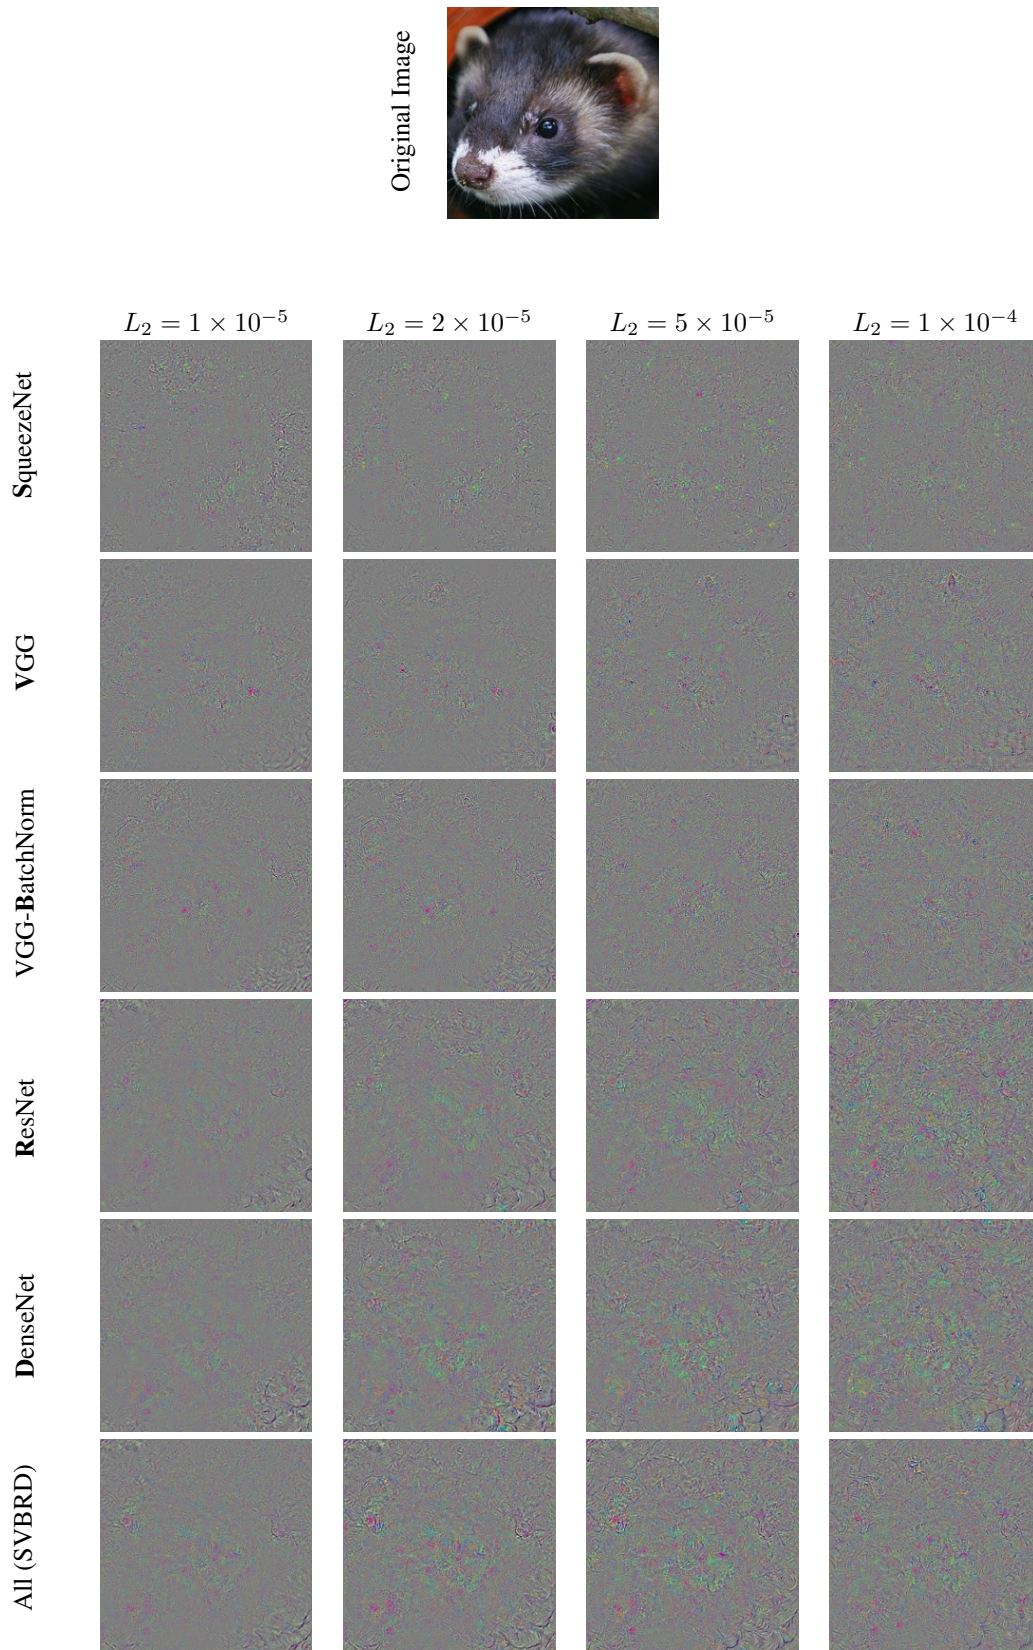 Original Image
L₂ = 1 × 10⁻⁵
L₂ = 2 × 10⁻⁵
L₂ = 5 × 10⁻⁵
L₂ = 1 × 10⁻⁴
SqueezeNet
VGG
VGG-BatchNorm
ResNet
DenseNet
All (SVBRD)